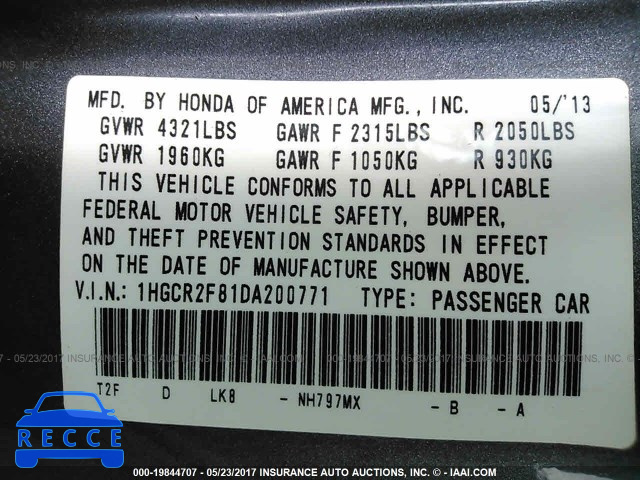 MFD. BY HONDA OF AMERICA MFG., INC. 05/'13
GVWR 4321LBS GAWR F 2315LBS R 2050LBS
GVWR 1960KG GAWR F 1050KG R 930KG
THIS VEHICLE CONFORMS TO ALL APPLICABLE
FEDERAL MOTOR VEHICLE SAFETY, BUMPER,
AND THEFT PREVENTION STANDARDS IN EFFECT
ON THE DATE OF MANUFACTURE SHOWN ABOVE.
V.I.N.: 1HGCR2F81DA200771 TYPE: PASSENGER CAR
T2F D LK8 - NH797MX - B - A
RECCE
000-19844707 - 05/23/2017 INSURANCE AUTO AUCTIONS, INC. - IAAI.COM